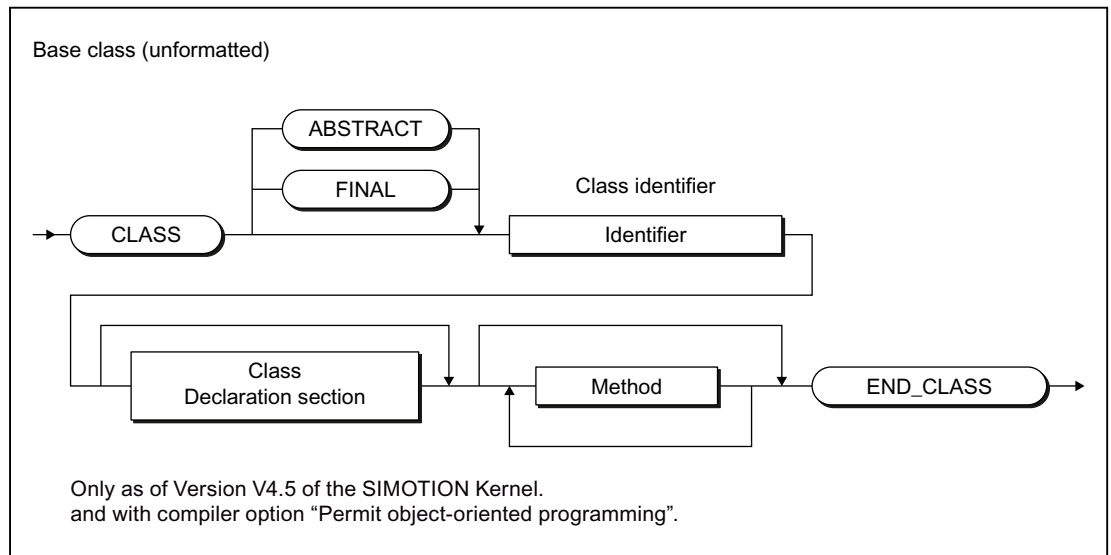 Base class (unformatted)
ABSTRACT
FINAL
Class identifier
CLASS
Identifier
Class
Declaration section
Method
END_CLASS
Only as of Version V4.5 of the SIMOTION Kernel.
and with compiler option “Permit object-oriented programming”.